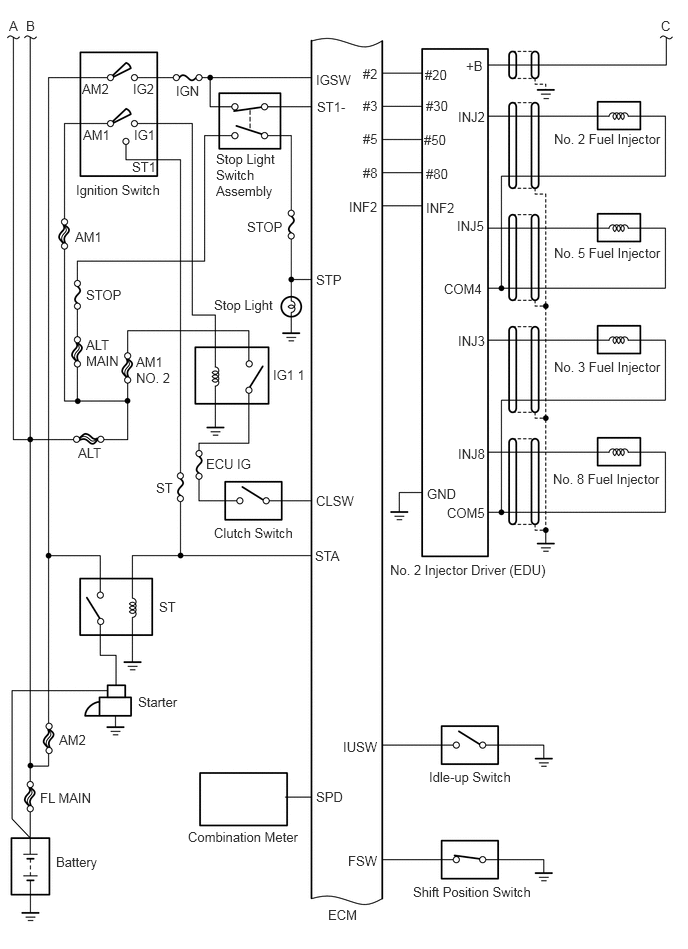 A B
C
AM2 IG2
IGN
AM1 IG1
ST1
Ignition Switch
Stop Light
Switch
Assembly
AM1
STOP
STOP
Stop Light
ALT
MAIN
AM1
NO. 2
IG1 1
ALT
ECU IG
ST
Clutch Switch
ST
Starter
AM2
FL MAIN
Battery
Combination Meter
IGSW
ST1-
STP
CLSW
STA
SPD
#2
#3
#5
#8
INF2
IUSW
FSW
ECM
#20
#30
#50
#80
INF2
GND
+B
INJ2
INJ5
COM4
INJ3
INJ8
COM5
No. 2 Injector Driver (EDU)
No. 2 Fuel Injector
No. 5 Fuel Injector
No. 3 Fuel Injector
No. 8 Fuel Injector
Idle-up Switch
Shift Position Switch